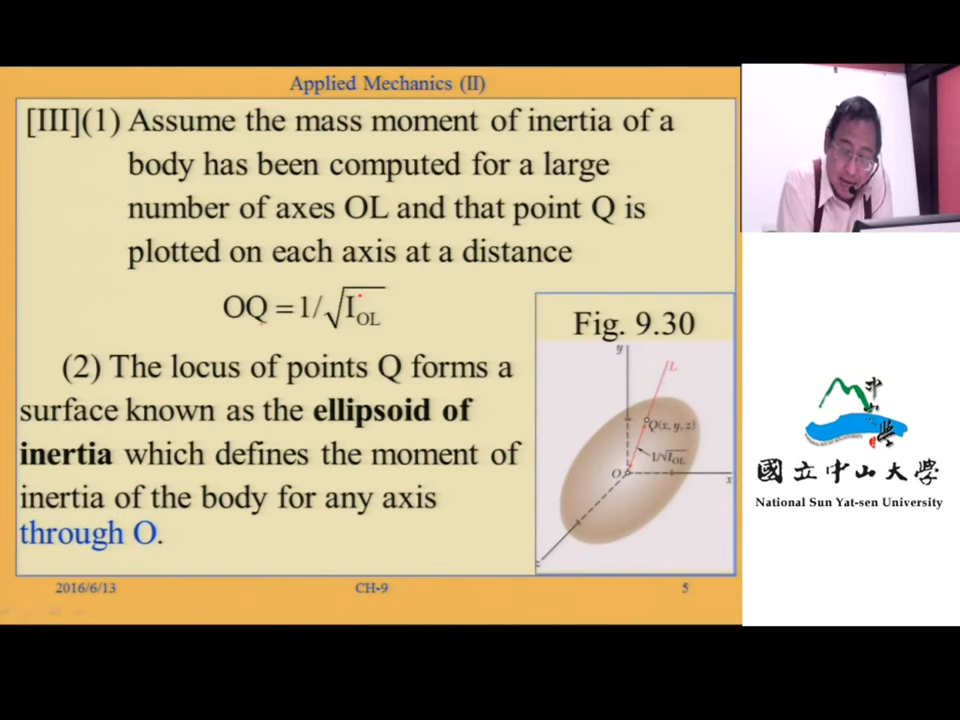 Applied Mechanics (II)
[III](1) Assume the mass moment of inertia of a
body has been computed for a large
number of axes OL and that point Q is
plotted on each axis at a distance
OQ = 1/√I_OL
(2) The locus of points Q forms a
surface known as the ellipsoid of
inertia which defines the moment of
inertia of the body for any axis
through O.
Fig. 9.30
y
L
Q(x, y, z)
1/√I_OL
O
x
z
2016/6/13
CH-9
5
中山大學
國立中山大學
National Sun Yat-sen University